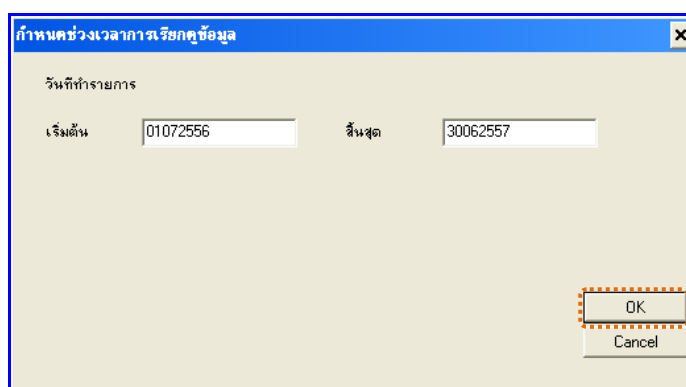 กำหนดช่วงเวลาการเรียกดูข้อมูล
วันที่ทำรายการ
เริ่มต้น 01072556 สิ้นสุด 30062557
OK
Cancel